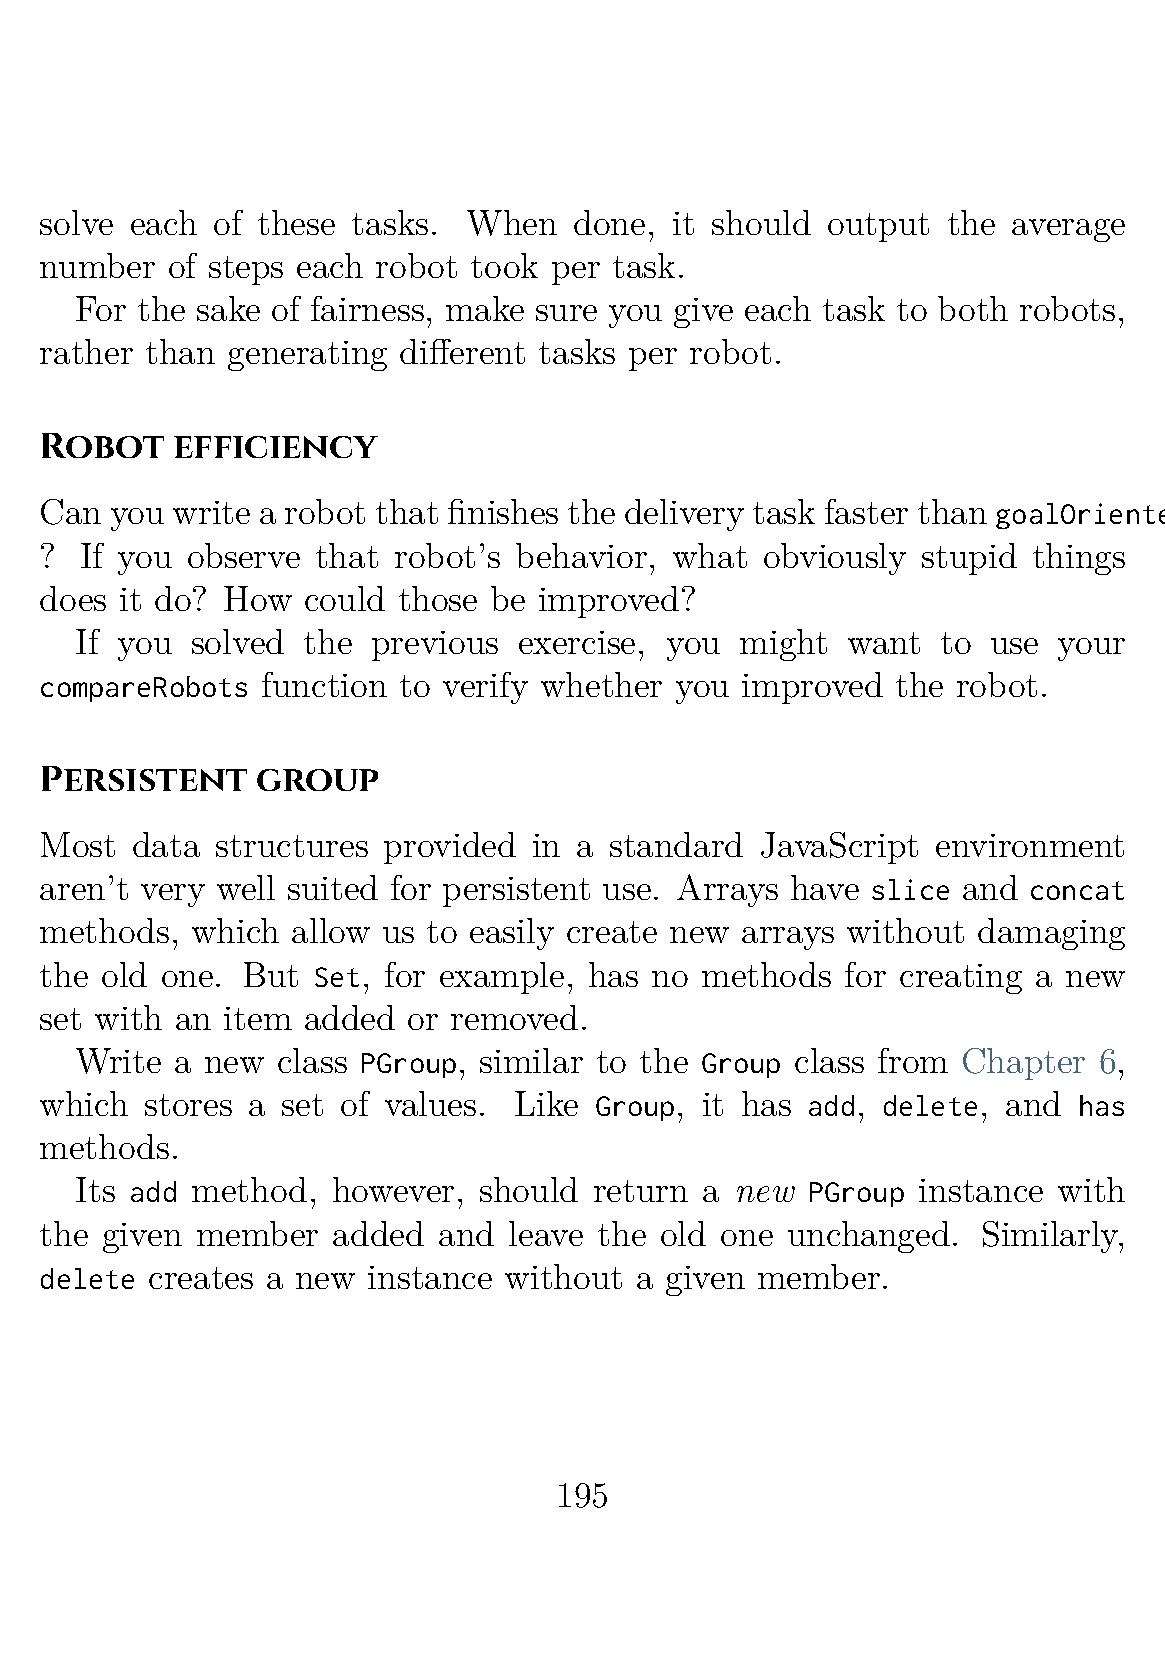 solve each of these tasks. When done, it should output the average
number of steps each robot took per task.
For the sake of fairness, make sure you give each task to both robots,
rather than generating different tasks per robot.
Robot efficiency
Can you write a robot that finishes the delivery task faster than goalOriente
? If you observe that robot’s behavior, what obviously stupid things
does it do? How could those be improved?
If you solved the previous exercise, you might want to use your
compareRobots function to verify whether you improved the robot.
Persistent group
Most data structures provided in a standard JavaScript environment
aren’t very well suited for persistent use. Arrays have slice and concat
methods, which allow us to easily create new arrays without damaging
the old one. But Set, for example, has no methods for creating a new
set with an item added or removed.
Write a new class PGroup, similar to the Group class from Chapter 6,
which stores a set of values. Like Group, it has add, delete, and has
methods.
Its add method, however, should return a new PGroup instance with
the given member added and leave the old one unchanged. Similarly,
delete creates a new instance without a given member.
195